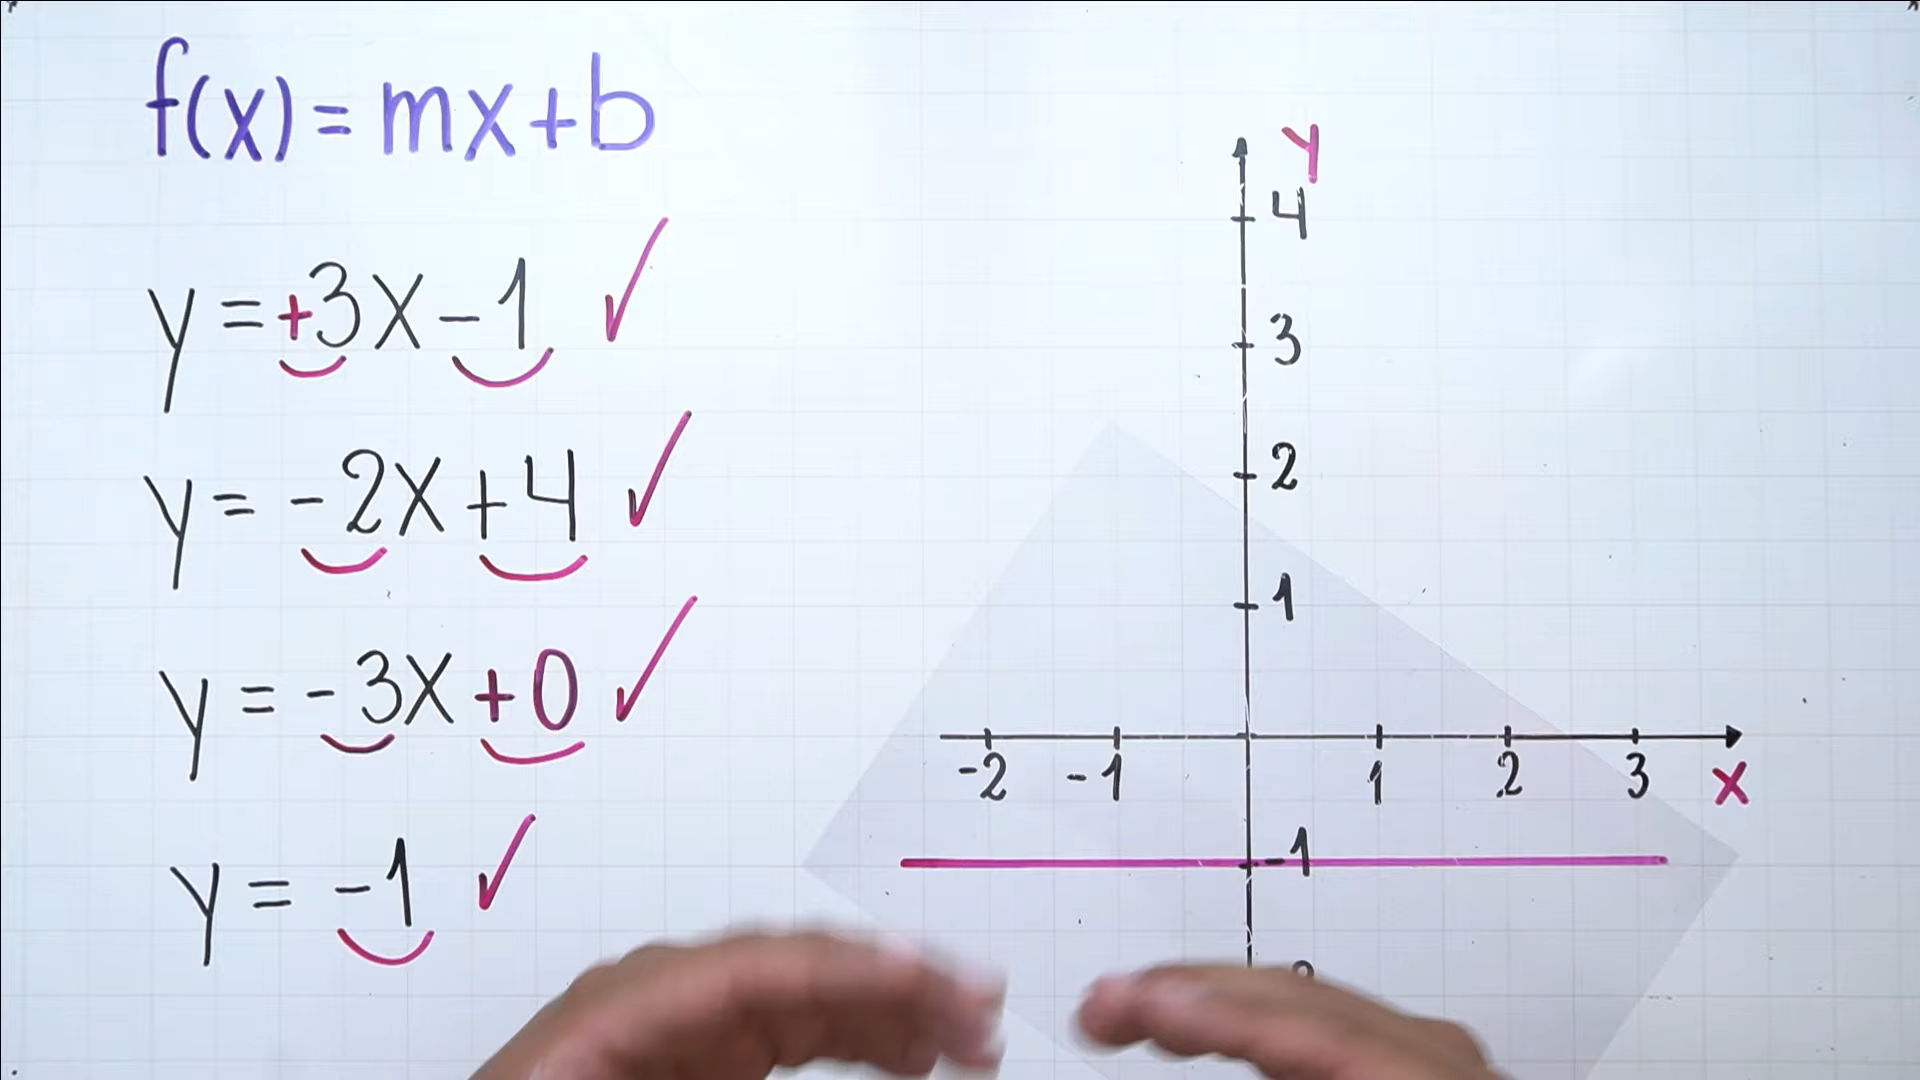 f(x) = mx+b
y = +3x -1
y = -2x +4
y = -3x +0
y = -1
y
4
3
2
1
-2 -1 1 2 3 x
-1